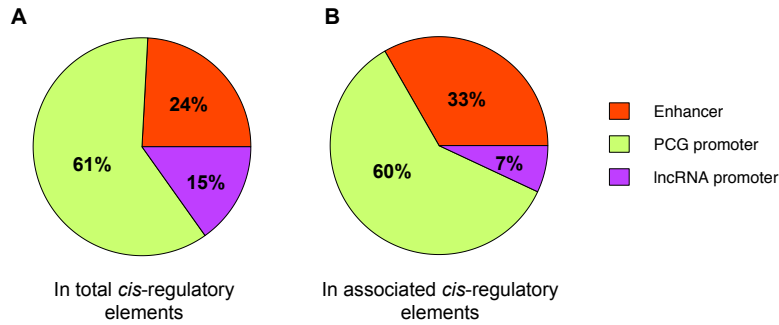 A
B
24%
61%
15%
33%
60%
7%
Enhancer
PCG promoter
lncRNA promoter
In total cis-regulatory
elements
In associated cis-regulatory
elements